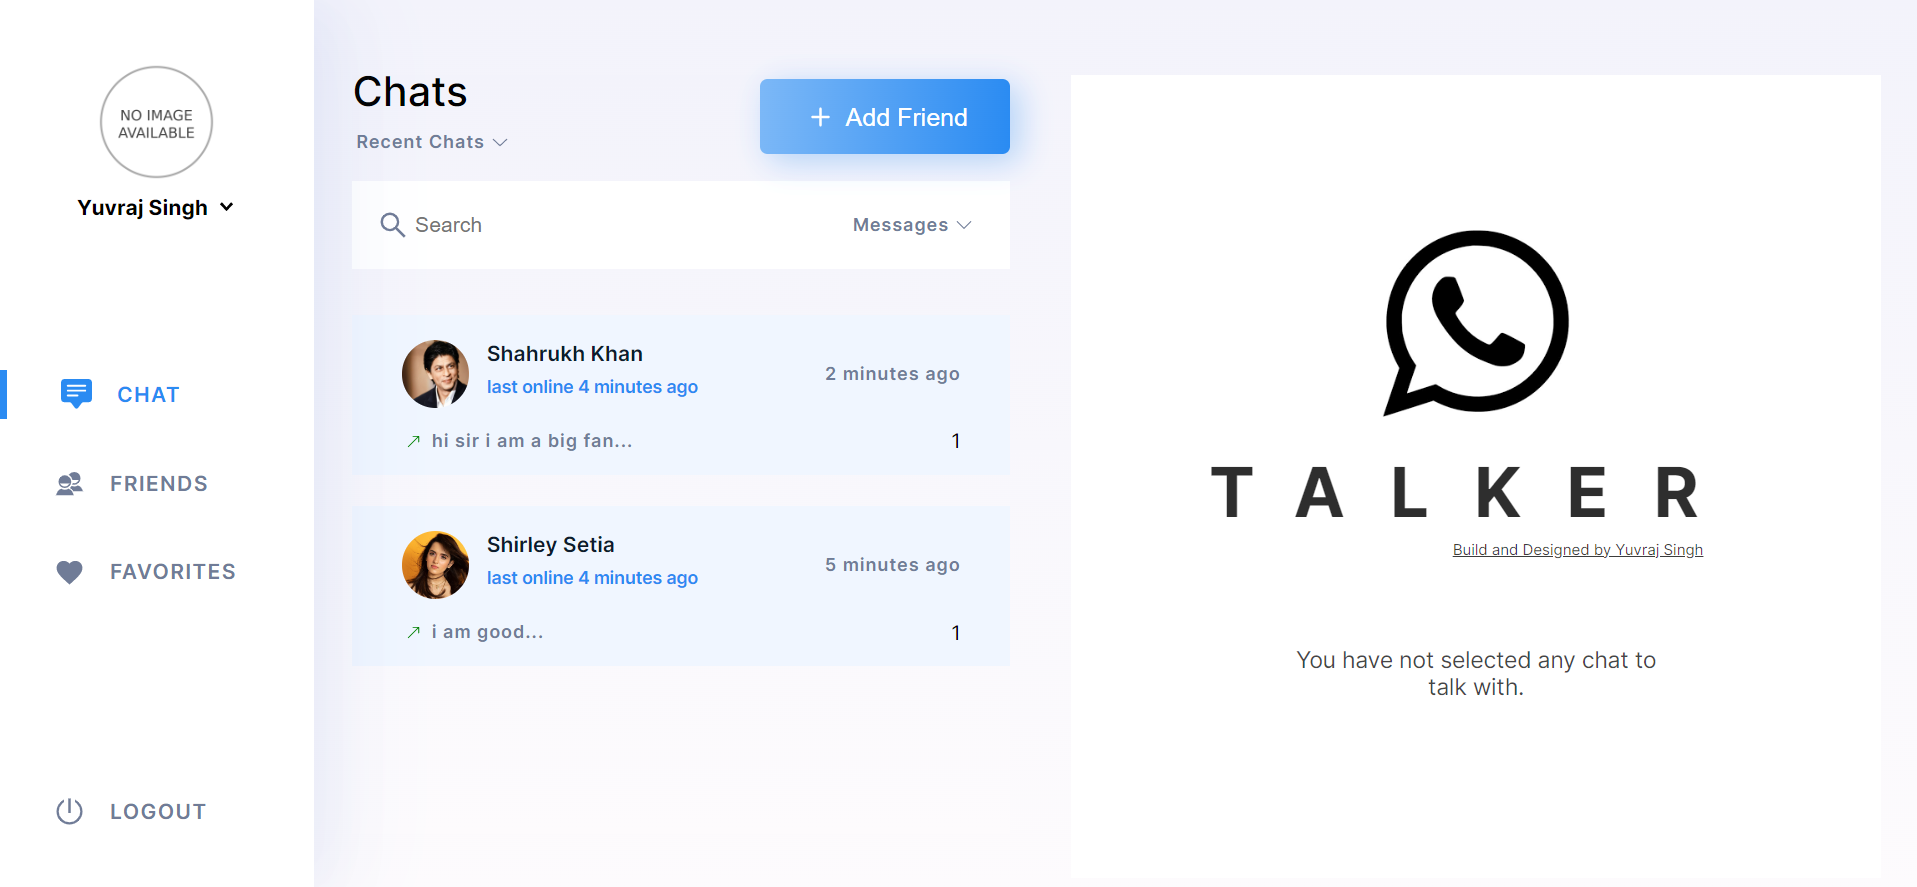 NO IMAGE
AVAILABLE
Yuvraj Singh
CHAT
FRIENDS
FAVORITES
LOGOUT
Chats
Recent Chats
+ Add Friend
Search
Messages
Shahrukh Khan
last online 4 minutes ago
2 minutes ago
hi sir i am a big fan...
1
Shirley Setia
last online 4 minutes ago
5 minutes ago
i am good...
1
TALKER
Build and Designed by Yuvraj Singh
You have not selected any chat to
talk with.